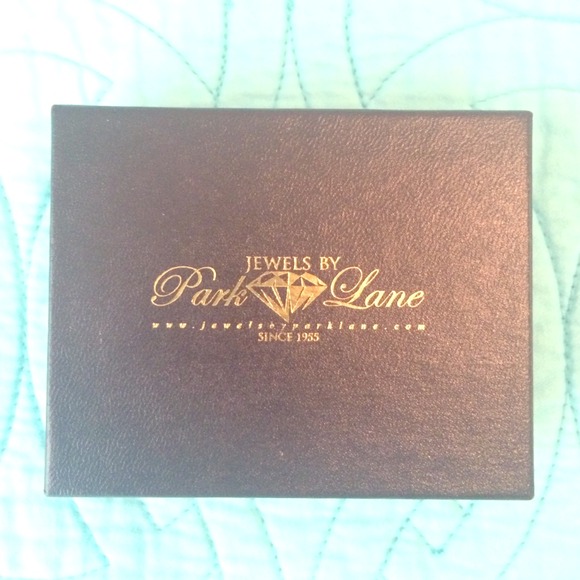 JEWELS BY
Park Lane
www.jewelsbyparklane.com
SINCE 1955